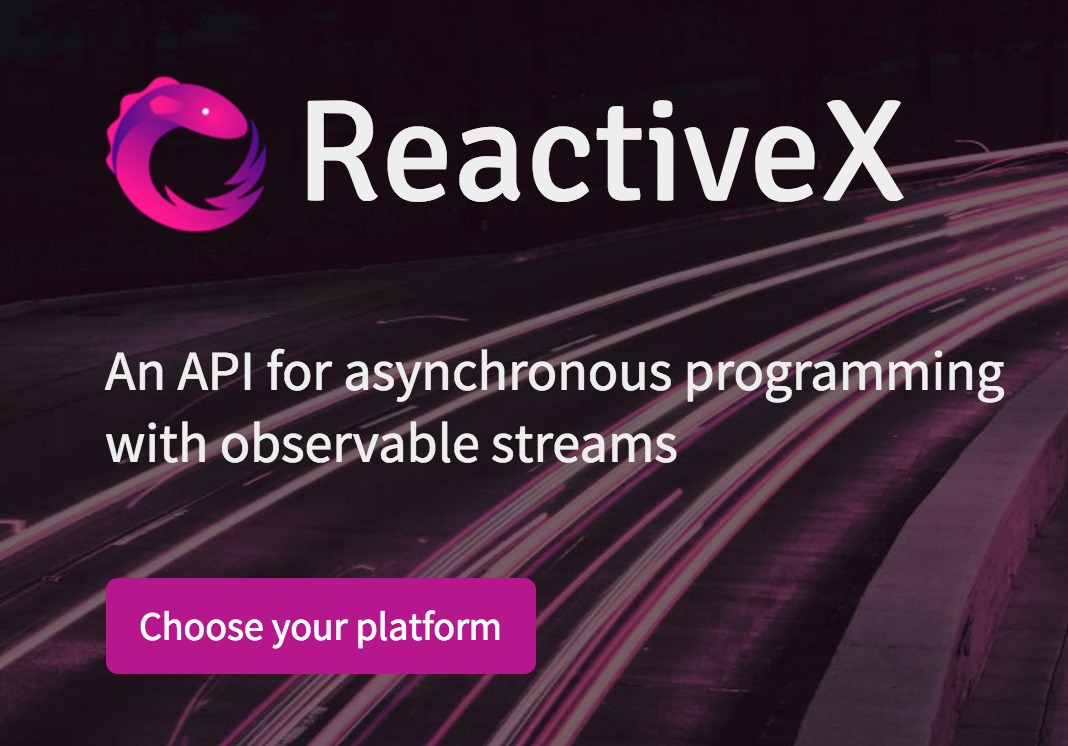 ReactiveX
An API for asynchronous programming
with observable streams
Choose your platform